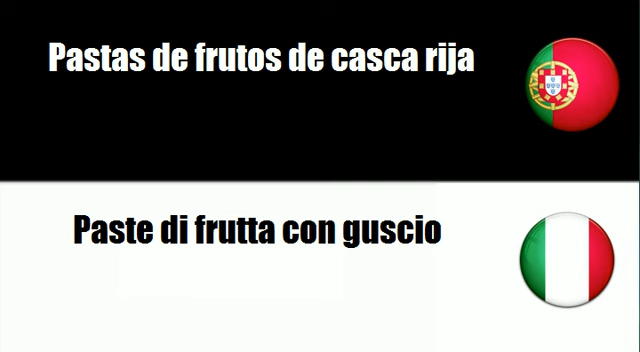 Pastas de frutos de casca rija
Paste di frutta con guscio